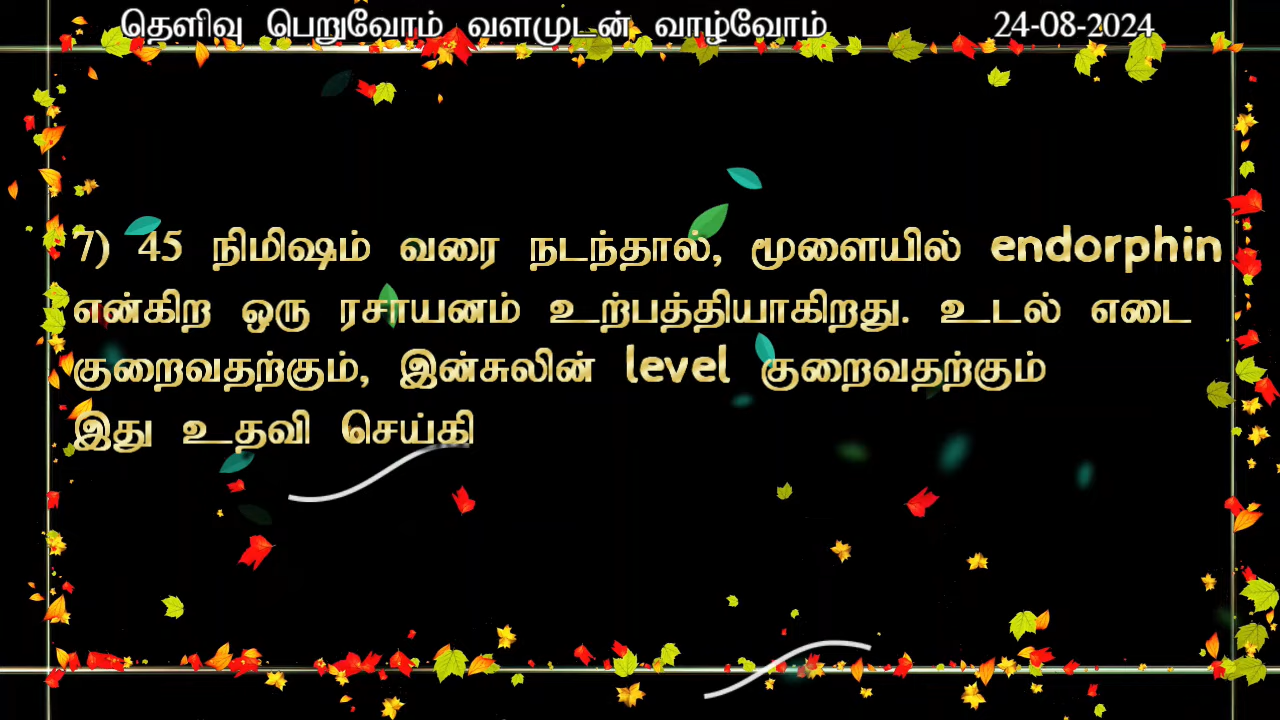 தெளிவு பெறுவோம் வளமுடன் வாழ்வோம் 24-08-2024
7) 45 நிமிஷம் வரை நடந்தால், மூளையில் endorphin
என்கிற ஒரு ரசாயனம் உற்பத்தியாகிறது. உடல் எடை
குறைவதற்கும், இன்சுலின் level குறைவதற்கும்
இது உதவி செய்கி